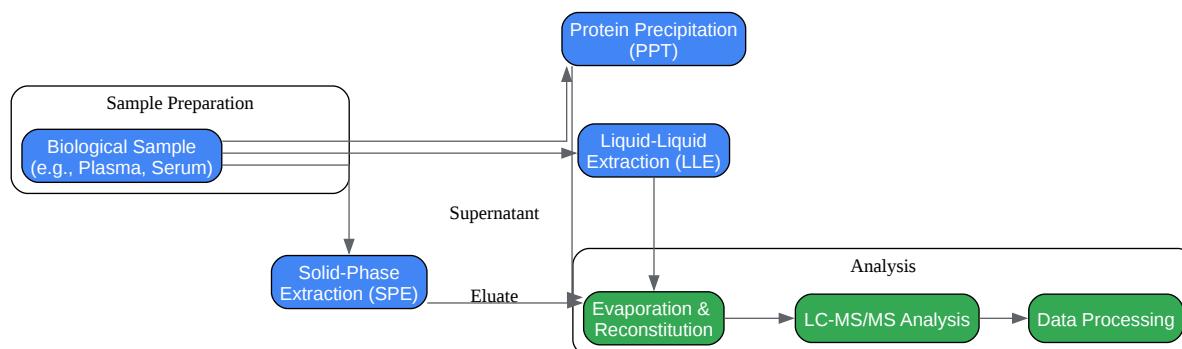 Protein Precipitation
(PPT)
Sample Preparation
Biological Sample
(e.g., Plasma, Serum)
Liquid-Liquid
Extraction (LLE)
Supernatant
Solid-Phase
Extraction (SPE)
Eluate
Analysis
Evaporation &
Reconstitution
LC-MS/MS Analysis
Data Processing